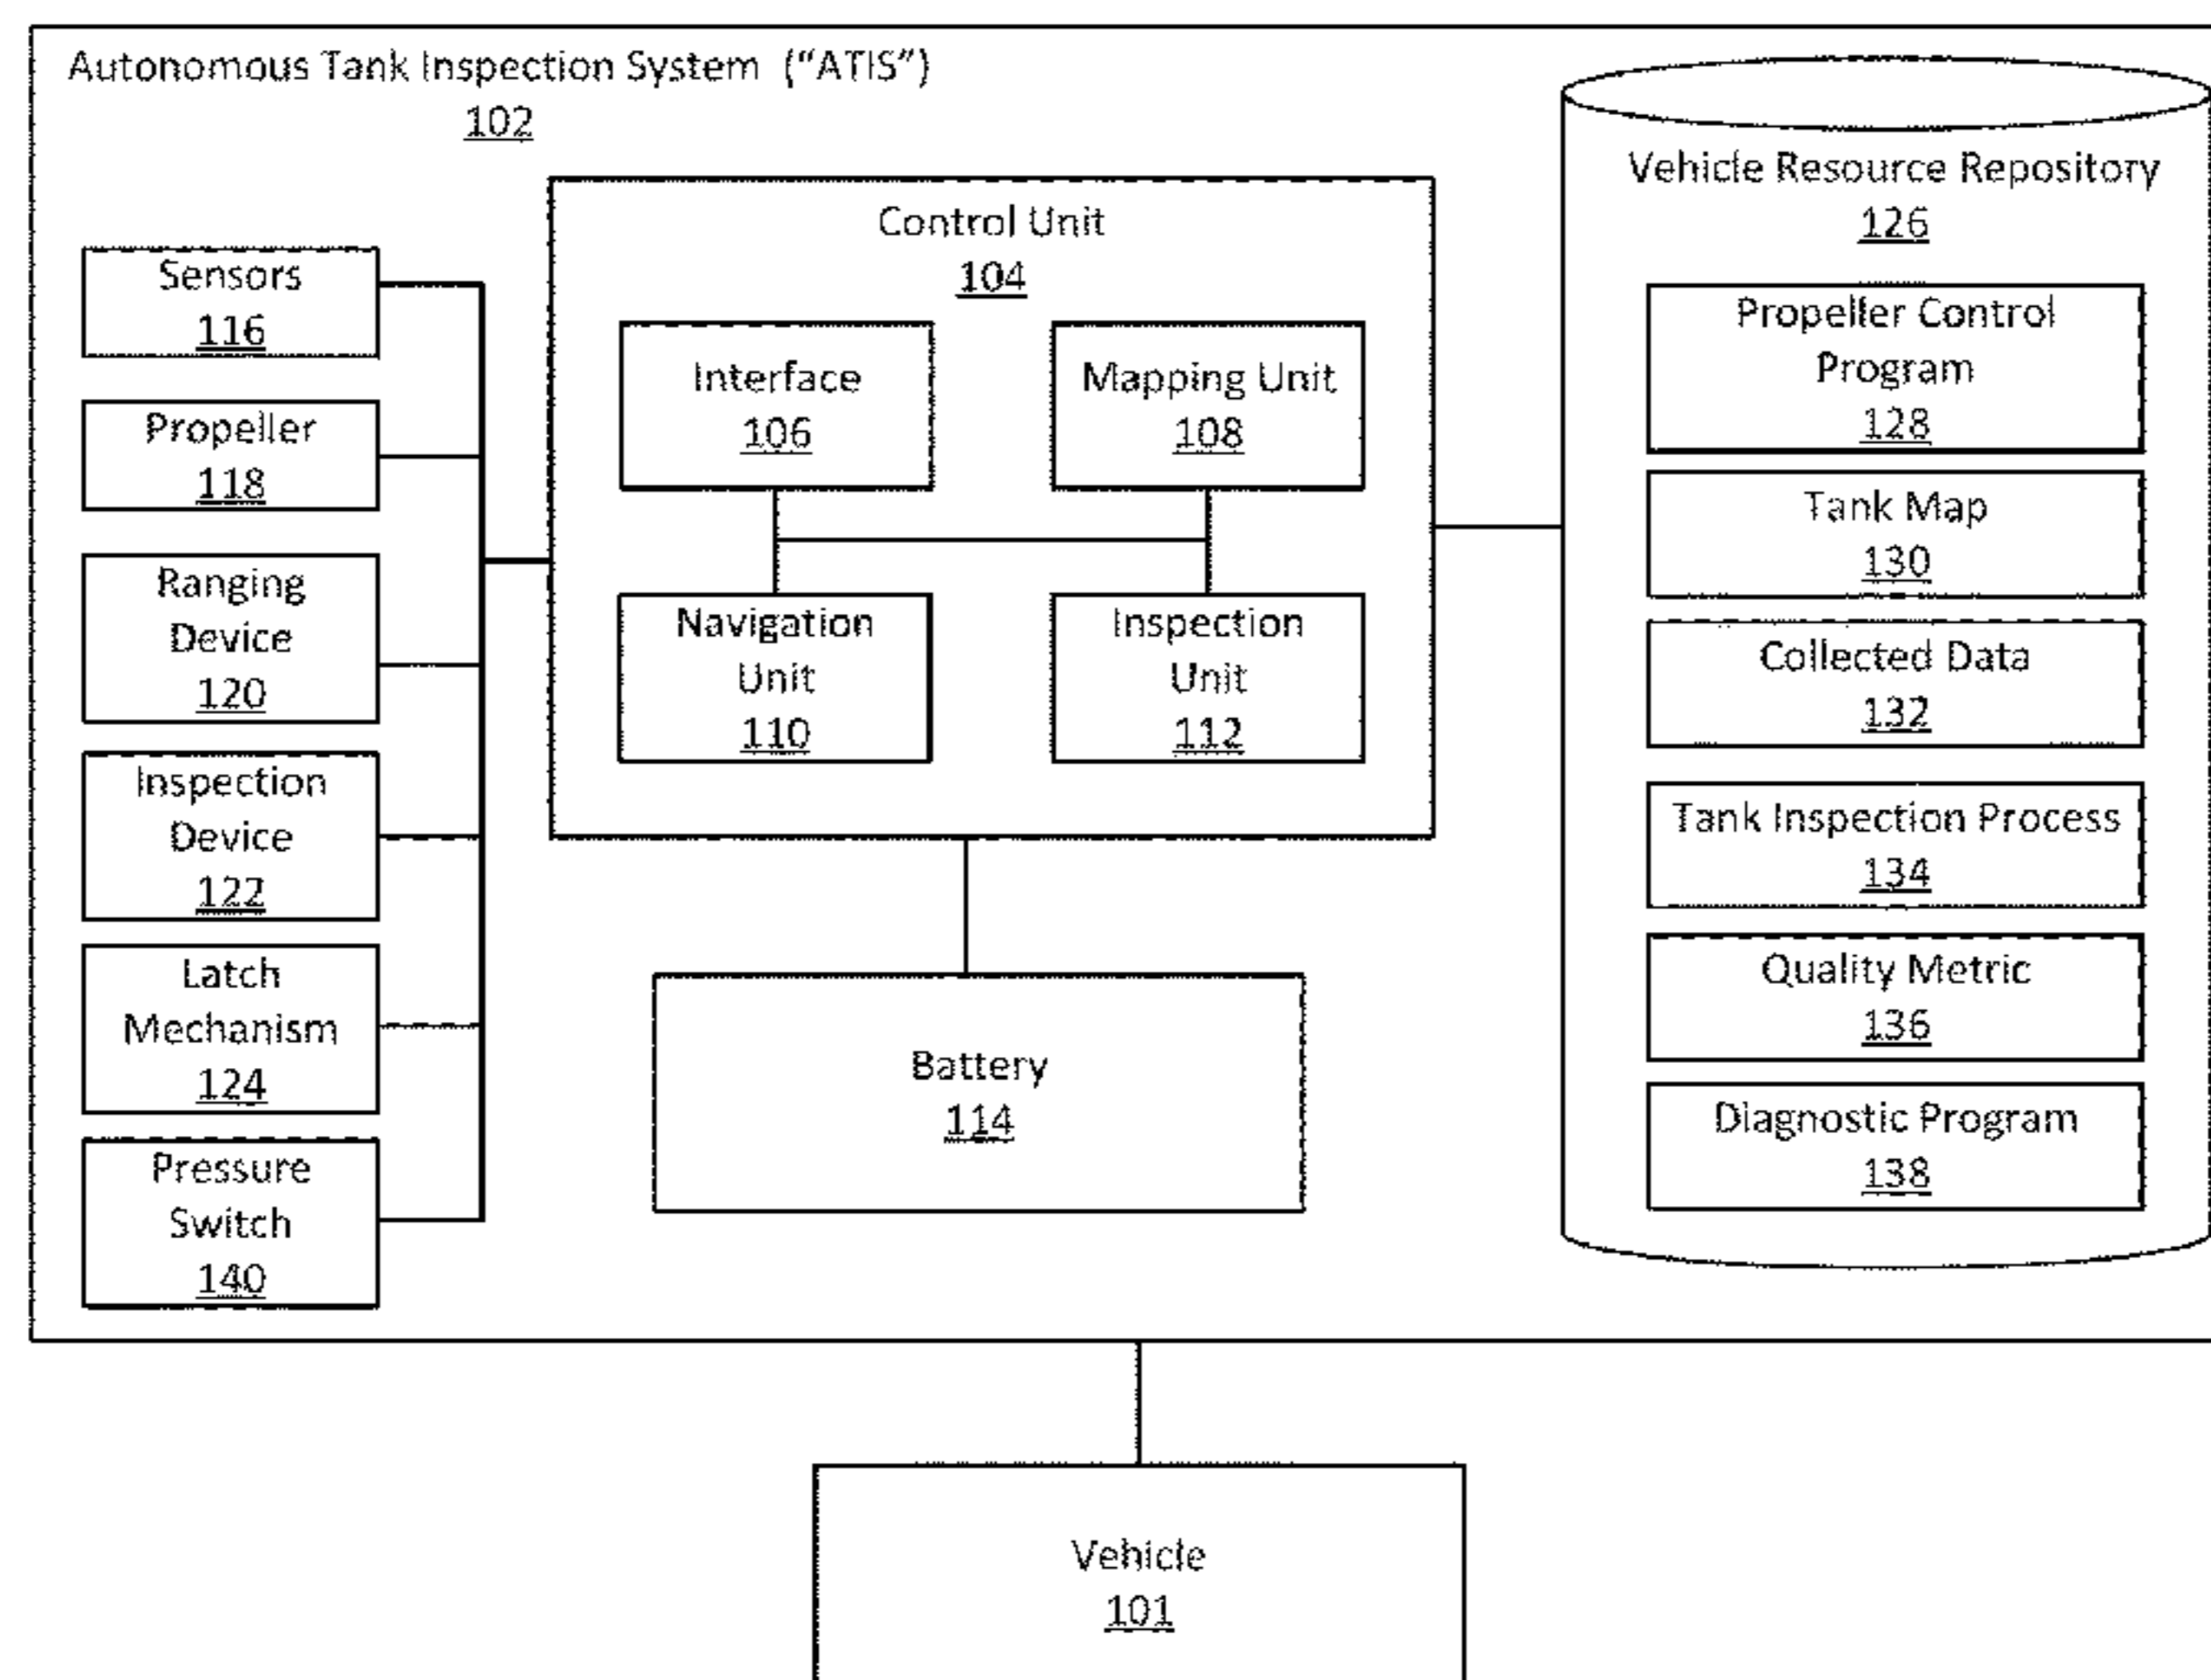 Autonomous Tank Inspection System ("ATIS")
102
Sensors
116
Propeller
118
Ranging
Device
120
Inspection
Device
122
Latch
Mechanism
124
Pressure
Switch
140
Control Unit
104
Interface
106
Mapping Unit
108
Navigation
Unit
110
Inspection
Unit
112
Battery
114
Vehicle Resource Repository
126
Propeller Control
Program
128
Tank Map
130
Collected Data
132
Tank Inspection Process
134
Quality Metric
136
Diagnostic Program
138
Vehicle
101